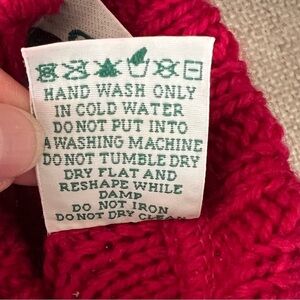 HAND WASH ONLY
IN COLD WATER
DO NOT PUT INTO
A WASHING MACHINE
DO NOT TUMBLE DRY
DRY FLAT AND
RESHAPE WHILE
DAMP
DO NOT IRON
DO NOT DRY CLEAN